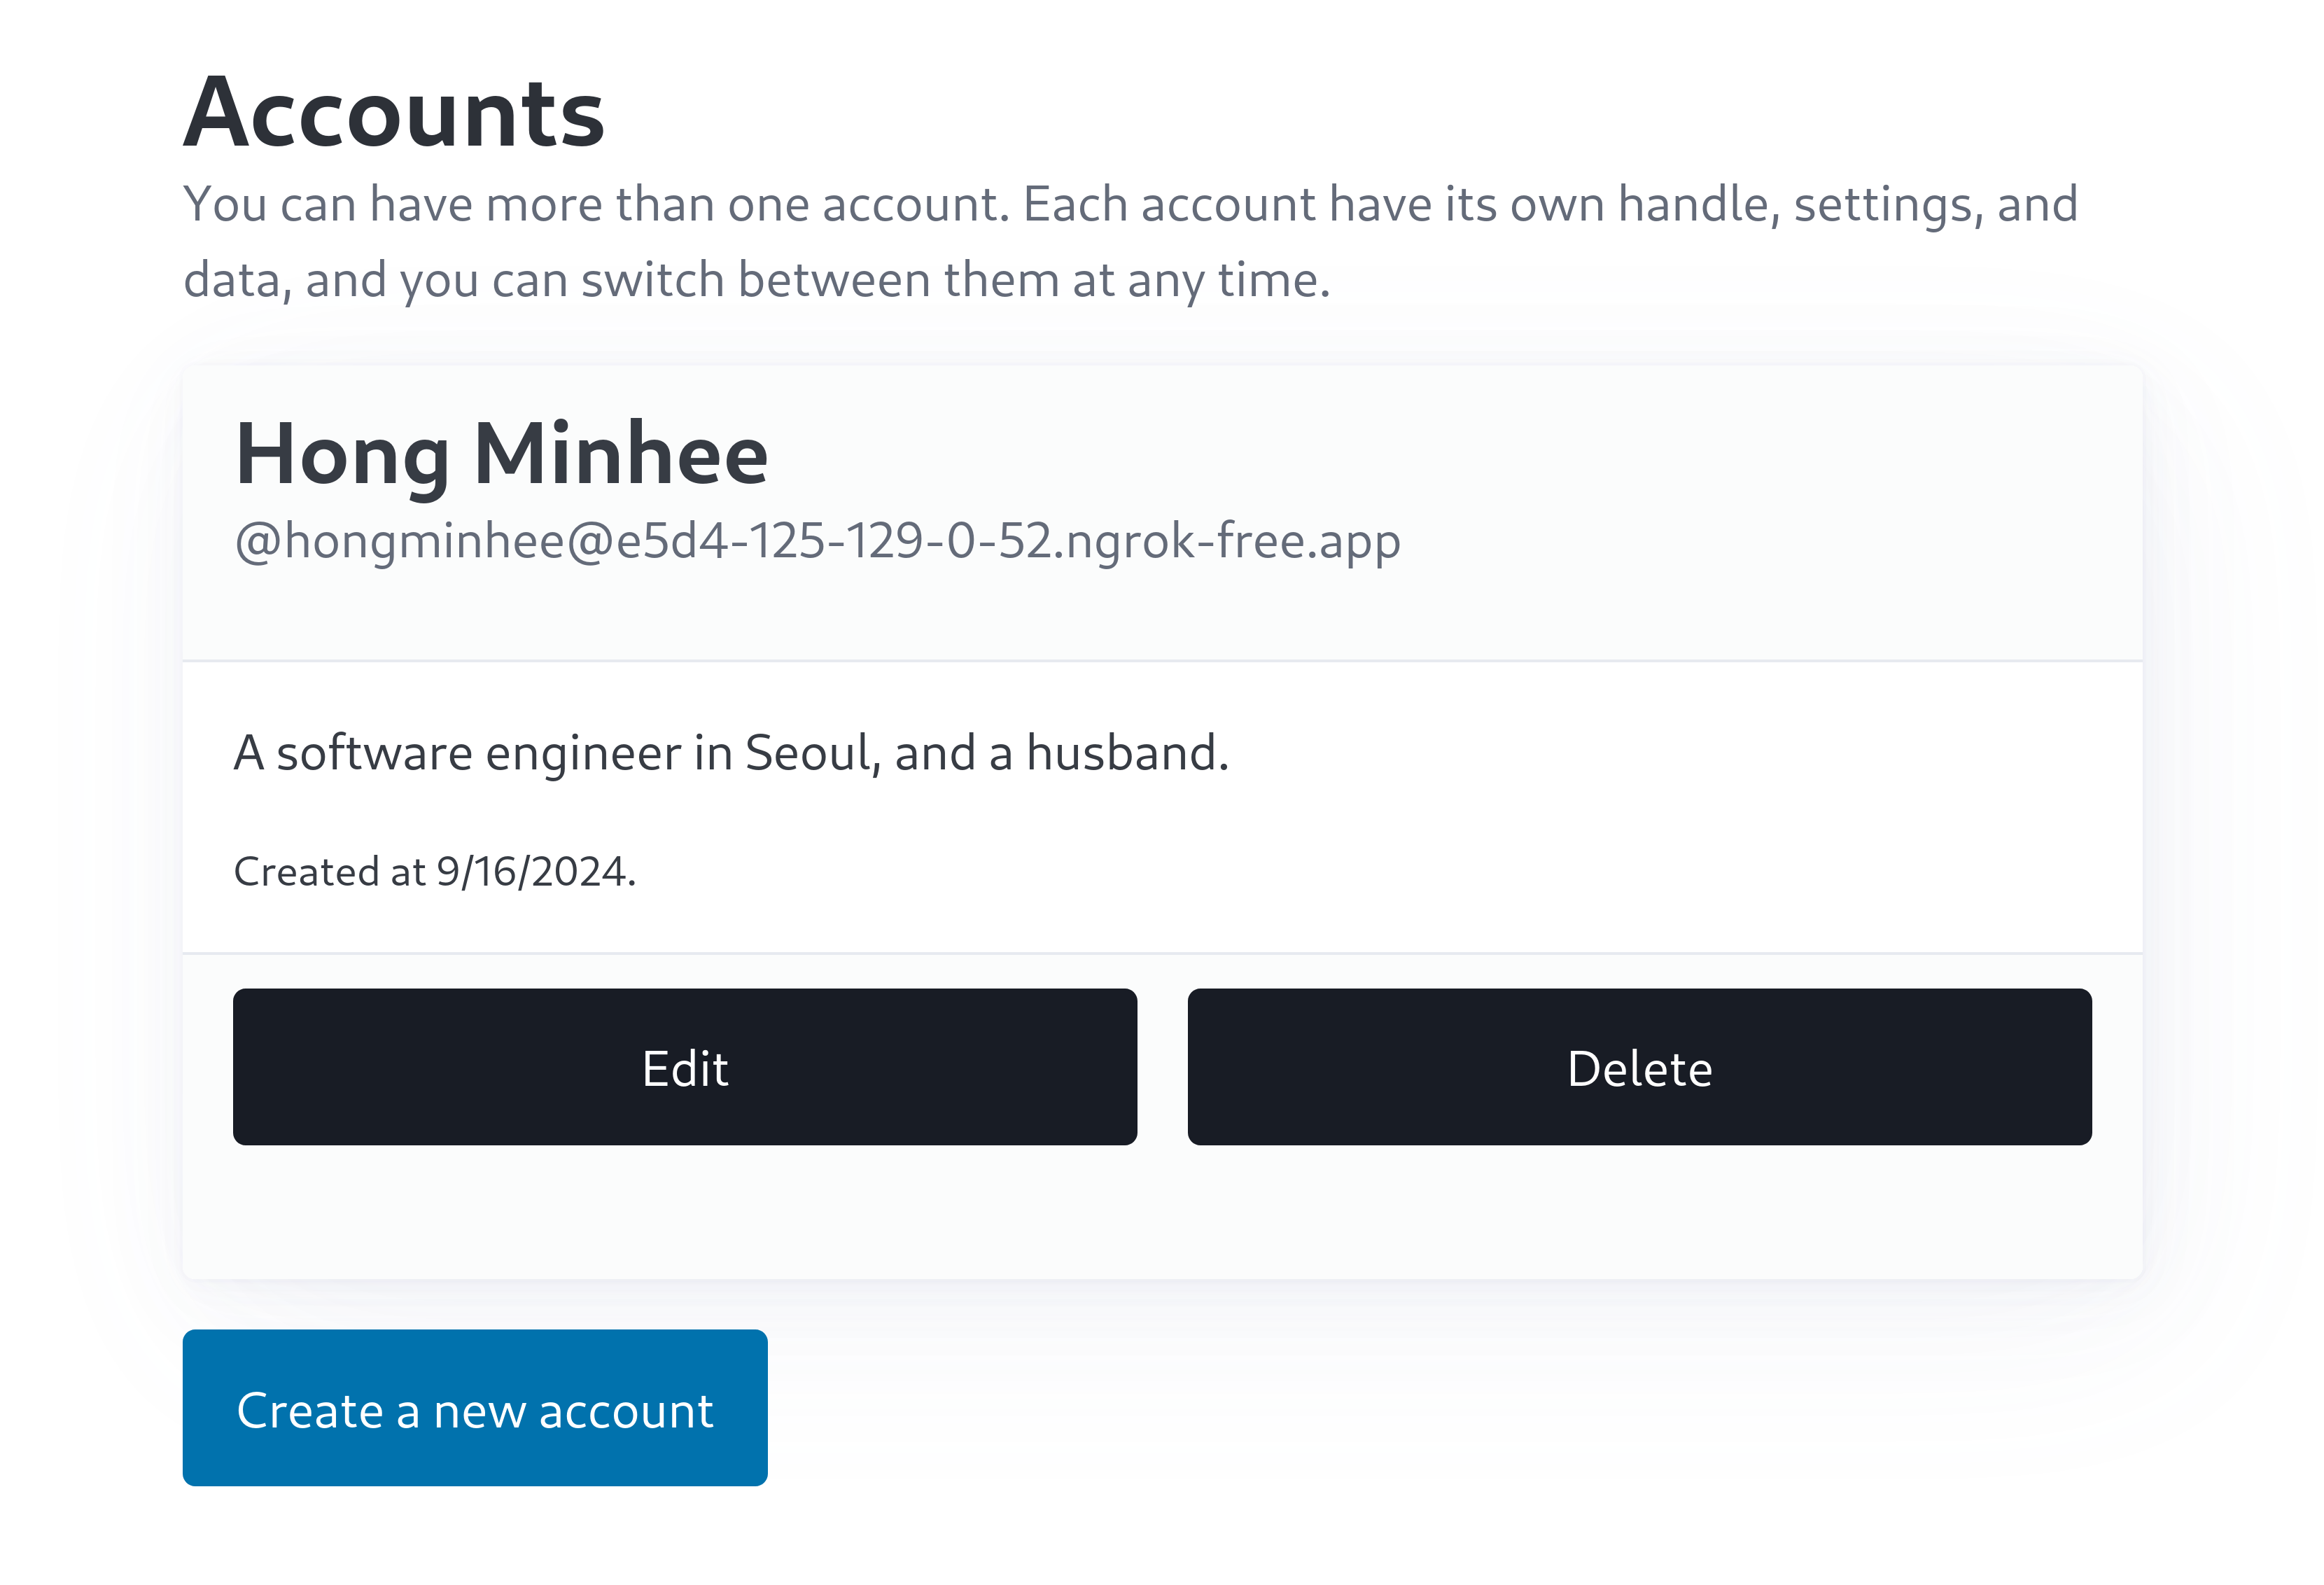 Accounts
You can have more than one account. Each account have its own handle, settings, and
data, and you can switch between them at any time.
Hong Minhee
@hongminhee@e5d4-125-129-0-52.ngrok-free.app
A software engineer in Seoul, and a husband.
Created at 9/16/2024.
Edit
Delete
Create a new account